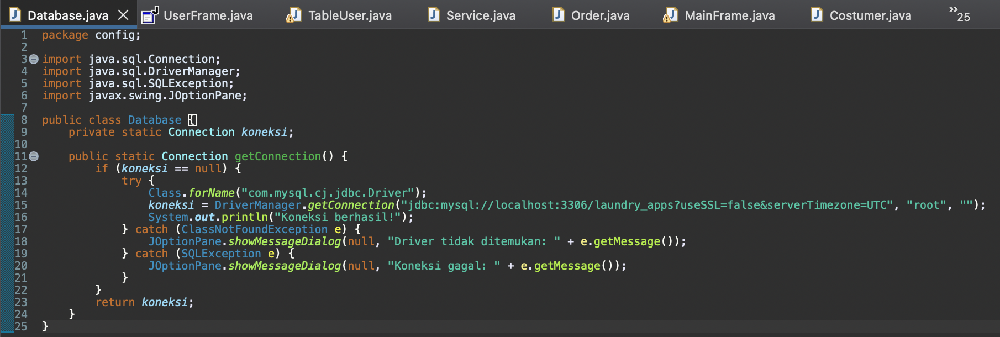 Database.java UserFrame.java TableUser.java Service.java Order.java MainFrame.java Costumer.java »25
1 package config;
2
3 import java.sql.Connection;
4 import java.sql.DriverManager;
5 import java.sql.SQLException;
6 import javax.swing.JOptionPane;
7
8 public class Database {
9     private static Connection koneksi;
10
11     public static Connection getConnection() {
12         if (koneksi == null) {
13             try {
14                 Class.forName("com.mysql.cj.jdbc.Driver");
15                 koneksi = DriverManager.getConnection("jdbc:mysql://localhost:3306/laundry_apps?useSSL=false&serverTimezone=UTC", "root", "");
16                 System.out.println("Koneksi berhasil!");
17             } catch (ClassNotFoundException e) {
18                 JOptionPane.showMessageDialog(null, "Driver tidak ditemukan: " + e.getMessage());
19             } catch (SQLException e) {
20                 JOptionPane.showMessageDialog(null, "Koneksi gagal: " + e.getMessage());
21             }
22         }
23         return koneksi;
24     }
25 }